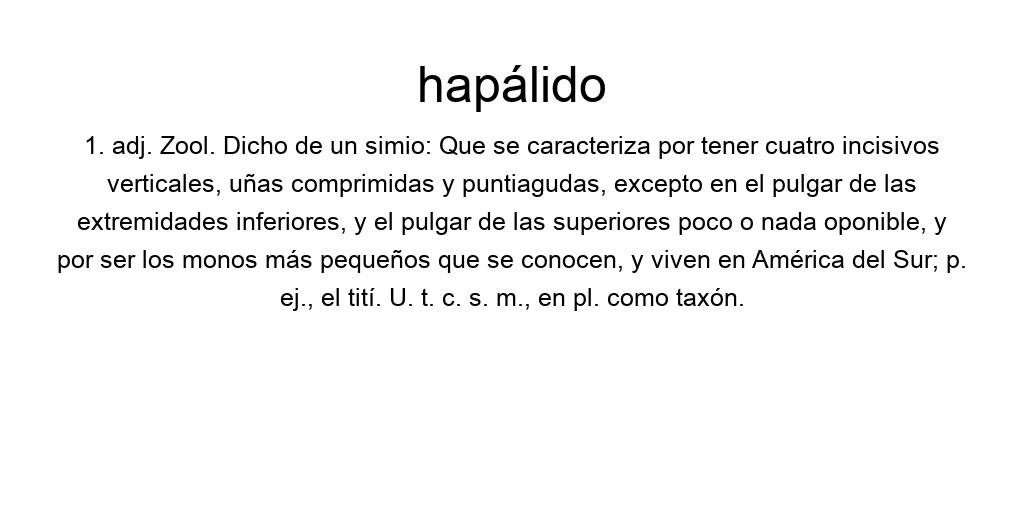 hapálido
1. adj. Zool. Dicho de un simio: Que se caracteriza por tener cuatro incisivos
verticales, uñas comprimidas y puntiagudas, excepto en el pulgar de las
extremidades inferiores, y el pulgar de las superiores poco o nada oponible, y
por ser los monos más pequeños que se conocen, y viven en América del Sur; p.
ej., el tití. U. t. c. s. m., en pl. como taxón.